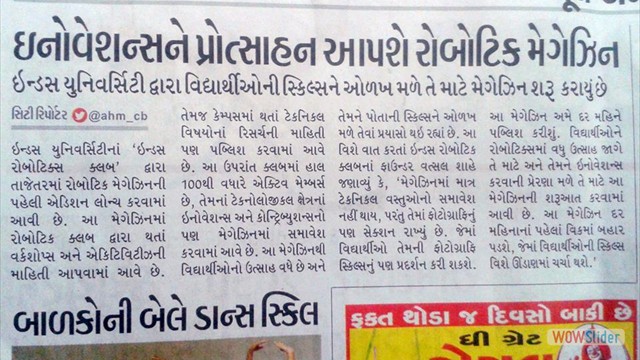 ઇનોવેશન્સને પ્રોત્સાહન આપશે રોબોટિક મેગેઝિન
ઇન્ડસ યુનિવર્સિટી દ્વારા વિદ્યાર્થીઓની સ્કિલ્સને ઓળખ મળે તે માટે મેગેઝિન શરૂ કરાયું છે
સિટી રિપોર્ટર @ahm_cb
ઇન્ડસ યુનિવર્સિટીનાં ‘ઇન્ડસ
રોબોટિક્સ ક્લબ’ દ્વારા
તાજેતરમાં રોબોટિક મેગેઝિનની
પહેલી એડિશન લોન્ચ કરવામાં
આવી છે. આ મેગેઝિનમાં
રોબોટિક ક્લબ દ્વારા થતાં
વર્કશોપ્સ અને એક્ટિવિટીઝની
માહિતી આપવામાં આવે છે.
તેમજ કેમ્પસમાં થતાં ટેકનિકલ
વિષયોનાં રિસર્ચની માહિતી
પણ પબ્લિશ કરવામાં આવે
છે. આ ઉપરાંત ક્લબમાં હાલ
100થી વધારે એક્ટિવ મેમ્બર્સ
છે, તેમનાં ટેકનોલોજીકલ ક્ષેત્રનાં
ઇનોવેશન્સ અને કોન્ટ્રિબ્યુશન્સનો
પણ મેગેઝિનમાં સમાવેશ
કરવામાં આવે છે. આ મેગેઝિનથી
વિદ્યાર્થીઓનો ઉત્સાહ વધે છે અને
તેમને પોતાની સ્કિલ્સને ઓળખ
મળે તેવાં પ્રયાસો થઇ રહ્યાં છે. આ
વિશે વાત કરતાં ઇન્ડસ રોબોટિક
ક્લબનાં ફાઉન્ડર વત્સલ શાહે
જણાવ્યું કે, ‘મેગેઝિનમાં માત્ર
ટેકનિકલ વસ્તુઓનો સમાવેશ
નહીં થાય, પરંતુ તેમાં ફોટોગ્રાફિનું
પણ સેક્શન રાખ્યું છે. જેમાં
વિદ્યાર્થીઓ તેમની ફોટોગ્રાફિ
સ્કિલ્સનું પણ પ્રદર્શન કરી શકશે.
આ મેગેઝિન અમે દર મહિને
પબ્લિશ કરીશું. વિદ્યાર્થીઓને
રોબોટિક્સમાં વધુ ઉત્સાહ જાગે
તે માટે અને તેમને ઇનોવેશન્સ
કરવાની પ્રેરણા મળે તે માટે આ
મેગેઝિનની શરૂઆત કરવામાં
આવી છે. આ મેગેઝિન દર
મહિનાનાં પહેલાં વિકમાં બહાર
પડશે, જેમાં વિદ્યાર્થીઓની સ્કિલ્સ
વિશે ઊંડાણમાં ચર્ચા થશે.’
બાળકોની બેલે ડાન્સ સ્કિલ
ફક્ત થોડા જ દિવસો બાકી છે
ધી ગ્રેટ
WOWSlider